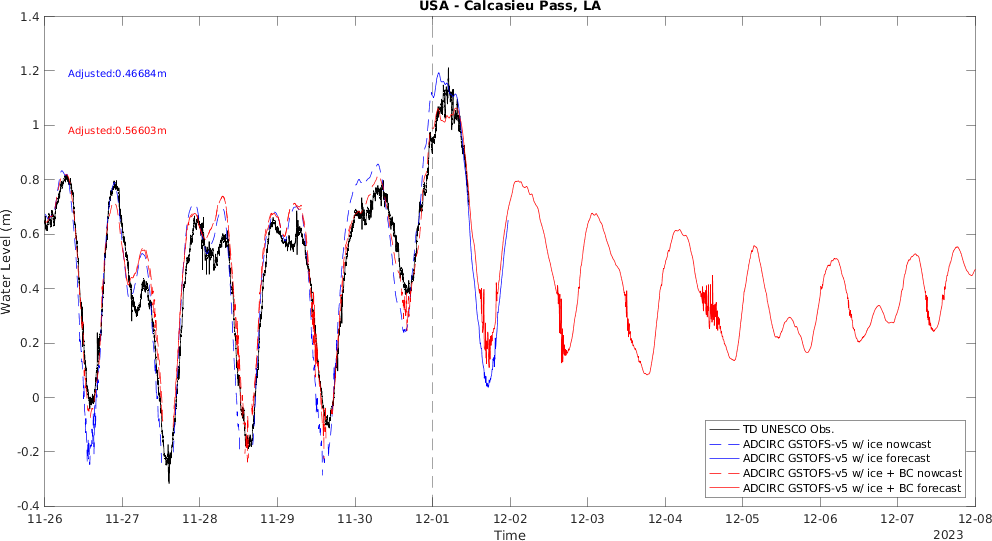 USA - Calcasieu Pass, LA
1.4
1.2
1
0.8
0.6
0.4
0.2
0
-0.2
-0.4
Water Level (m)
Adjusted:0.46684m
Adjusted:0.56603m
TD UNESCO Obs.
ADCIRC GSTOFS-v5 w/ ice nowcast
ADCIRC GSTOFS-v5 w/ ice forecast
ADCIRC GSTOFS-v5 w/ ice + BC nowcast
ADCIRC GSTOFS-v5 w/ ice + BC forecast
11-26 11-27 11-28 11-29 11-30 12-01 12-02 12-03 12-04 12-05 12-06 12-07 12-08
Time
2023